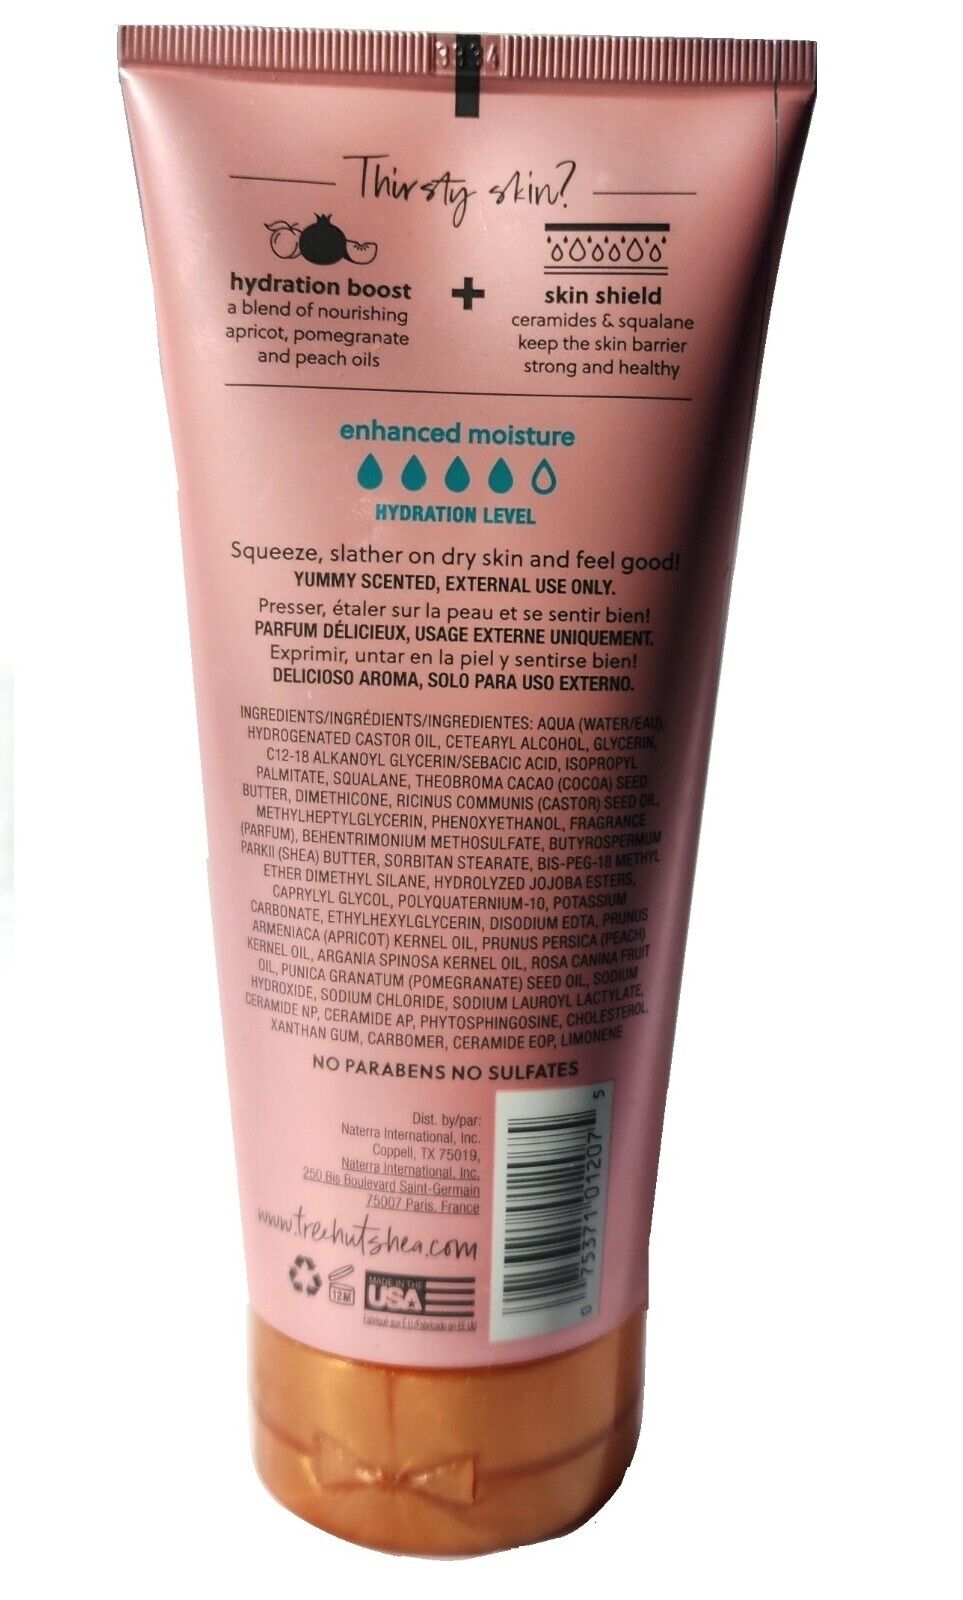 Thirsty skin?
hydration boost
a blend of nourishing
apricot, pomegranate
and peach oils
+
skin shield
ceramides & squalane
keep the skin barrier
strong and healthy
enhanced moisture
HYDRATION LEVEL
Squeeze, slather on dry skin and feel good!
YUMMY SCENTED, EXTERNAL USE ONLY.
Presser, étaler sur la peau et se sentir bien!
PARFUM DÉLICIEUX, USAGE EXTERNE UNIQUEMENT.
Exprimir, untar en la piel y sentirse bien!
DELICIOSO AROMA, SOLO PARA USO EXTERNO.
INGREDIENTS/INGRÉDIENTS/INGREDIENTES: AQUA (WATER/EAU),
HYDROGENATED CASTOR OIL, CETEARYL ALCOHOL, GLYCERIN,
C12-18 ALKANOYL GLYCERIN/SEBACIC ACID, ISOPROPYL
PALMITATE, SQUALANE, THEOBROMA CACAO (COCOA) SEED
BUTTER, DIMETHICONE, RICINUS COMMUNIS (CASTOR) SEED OIL,
METHYLHEPTYLGLYCERIN, PHENOXYETHANOL, FRAGRANCE
(PARFUM), BEHENTRIMONIUM METHOSULFATE, BUTYROSPERMUM
PARKII (SHEA) BUTTER, SORBITAN STEARATE, BIS-PEG-18 METHYL
ETHER DIMETHYL SILANE, HYDROLYZED JOJOBA ESTERS,
CAPRYLYL GLYCOL, POLYQUATERNIUM-10, POTASSIUM
CARBONATE, ETHYLHEXYLGLYCERIN, DISODIUM EDTA, PRUNUS
ARMENIACA (APRICOT) KERNEL OIL, PRUNUS PERSICA (PEACH)
KERNEL OIL, ARGANIA SPINOSA KERNEL OIL, ROSA CANINA FRUIT
OIL, PUNICA GRANATUM (POMEGRANATE) SEED OIL, SODIUM
HYDROXIDE, SODIUM CHLORIDE, SODIUM LAUROYL LACTYLATE,
CERAMIDE NP, CERAMIDE AP, PHYTOSPHINGOSINE, CHOLESTEROL,
XANTHAN GUM, CARBOMER, CERAMIDE EOP, LIMONENE
NO PARABENS NO SULFATES
Dist. by/par:
Naterra International, Inc.
Coppell, TX 75019,
Naterra International, Inc.
250 Bis Boulevard Saint-Germain
75007 Paris, France
www.treehutshea.com
12M
MADE IN THE
USA
Fabriqué aux É.U./Fabricado en EE.UU
75371 01207 5